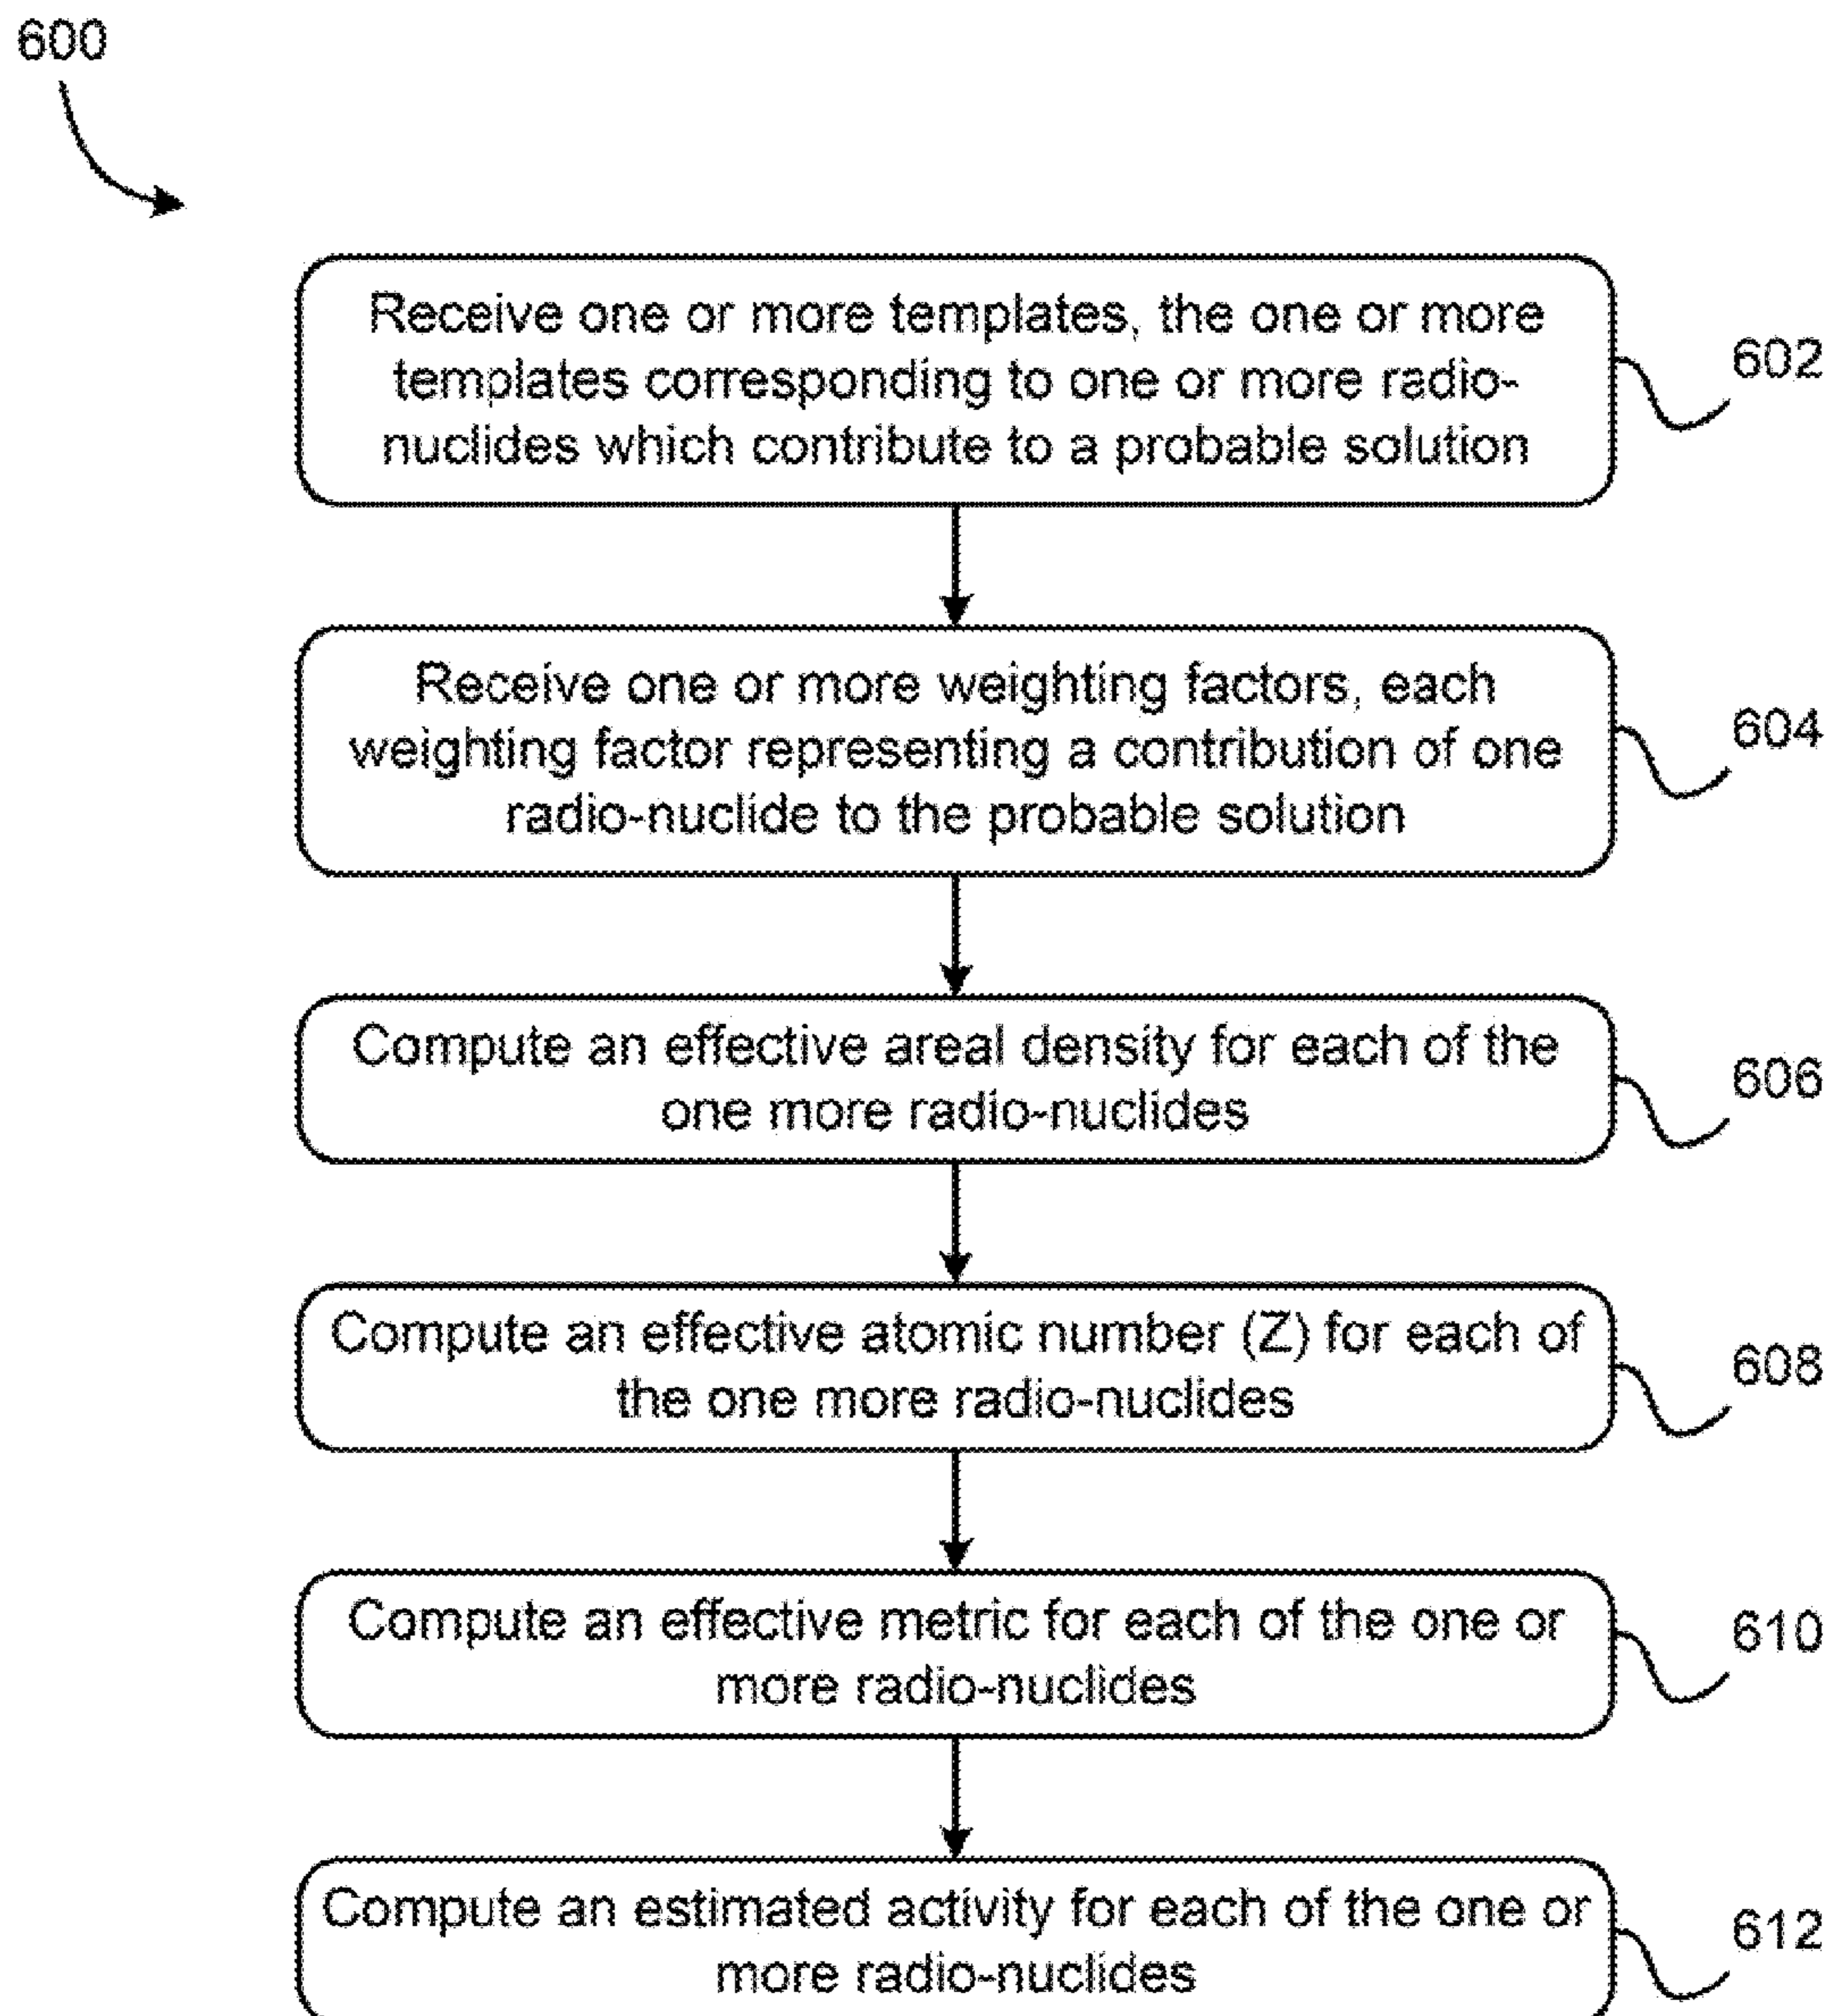 600
Receive one or more templates, the one or more
templates corresponding to one or more radio-
nuclides which contribute to a probable solution
602
Receive one or more weighting factors, each
weighting factor representing a contribution of one
radio-nuclide to the probable solution
604
Compute an effective areal density for each of the
one more radio-nuclides
606
Compute an effective atomic number (Z) for each of
the one more radio-nuclides
608
Compute an effective metric for each of the one or
more radio-nuclides
610
Compute an estimated activity for each of the one or
more radio-nuclides
612